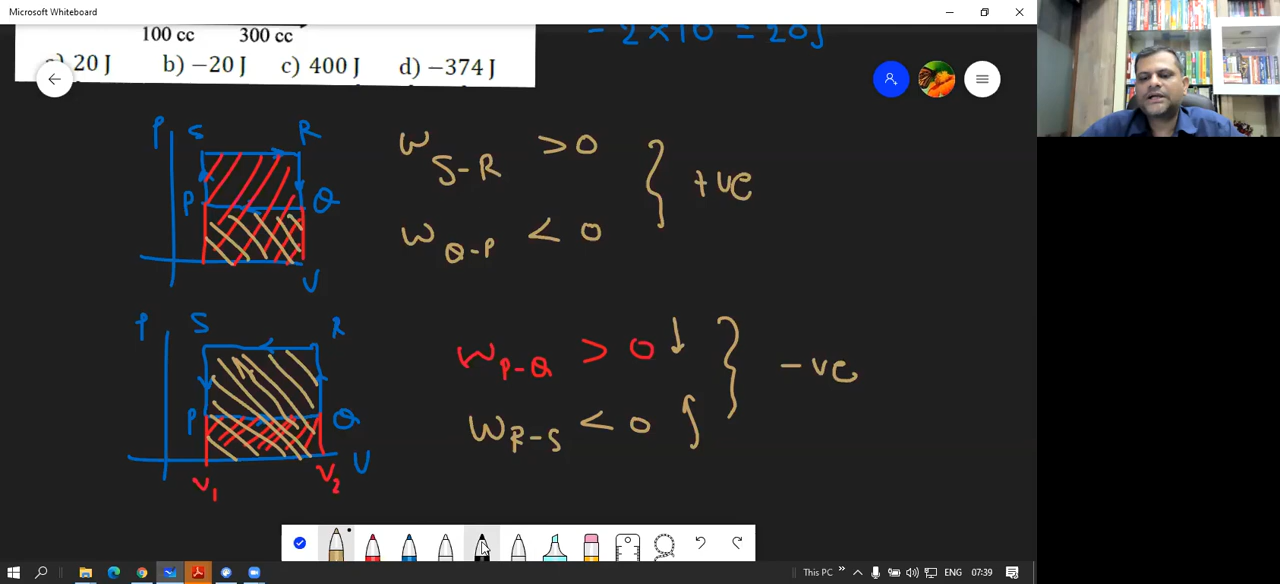 Microsoft Whiteboard
100 cc 300 cc
20 J b) −20 J c) 400 J d) −374 J
- 2 × 10 = 20J
P S R
P Q
V
W S-R > 0
W Q-P < 0
+ve
P S R
P Q
V
V1 V2
W P-Q > 0 ↓
W R-S < 0 ↑
-ve
This PC
ENG
07:39